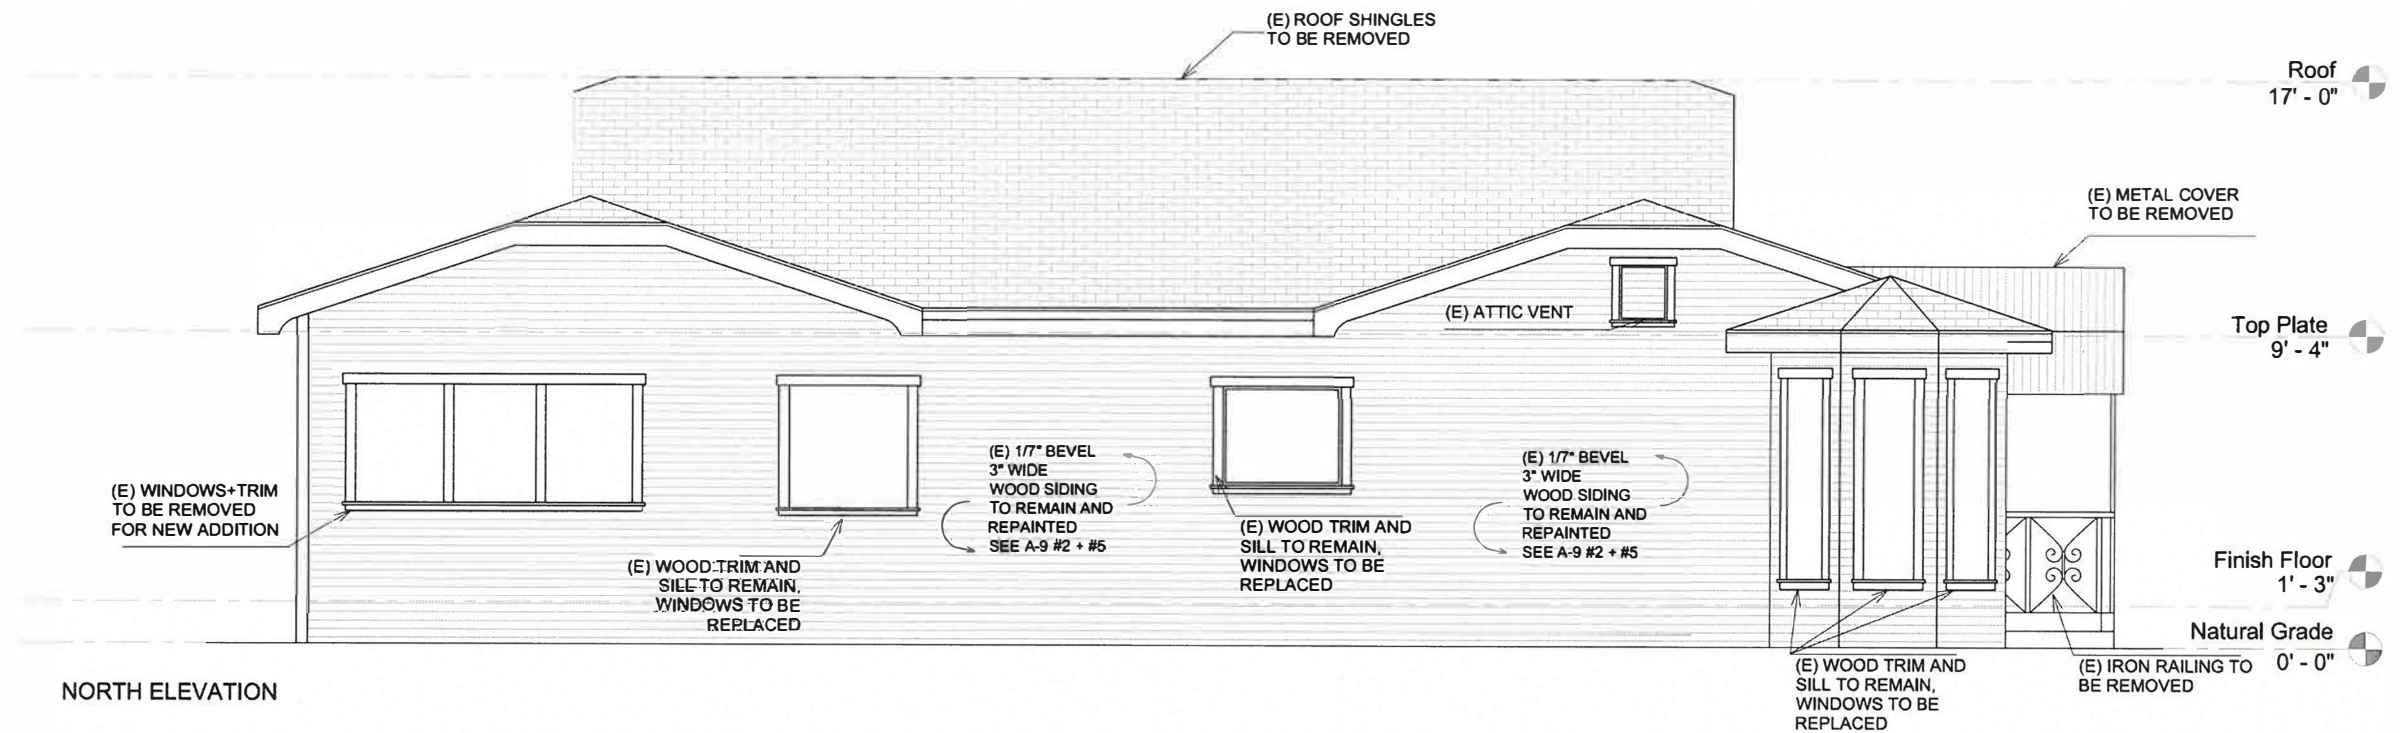 (E) ROOF SHINGLES
TO BE REMOVED
Roof
17' - 0"
(E) METAL COVER
TO BE REMOVED
(E) ATTIC VENT
Top Plate
9' - 4"
(E) WINDOWS+TRIM
TO BE REMOVED
FOR NEW ADDITION
(E) WOOD TRIM AND
SILL TO REMAIN,
WINDOWS TO BE
REPLACED
(E) 1/7" BEVEL
3" WIDE
WOOD SIDING
TO REMAIN AND
REPAINTED
SEE A-9 #2 + #5
(E) WOOD TRIM AND
SILL TO REMAIN,
WINDOWS TO BE
REPLACED
(E) 1/7" BEVEL
3" WIDE
WOOD SIDING
TO REMAIN AND
REPAINTED
SEE A-9 #2 + #5
Finish Floor
1' - 3"
Natural Grade
0' - 0"
(E) WOOD TRIM AND
SILL TO REMAIN,
WINDOWS TO BE
REPLACED
(E) IRON RAILING TO
BE REMOVED
NORTH ELEVATION